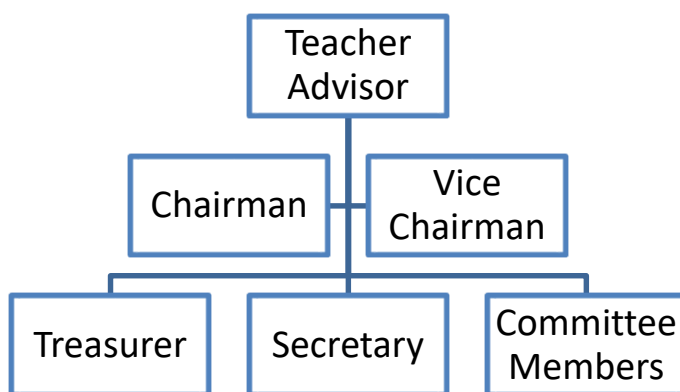 Teacher
Advisor
Chairman
Vice
Chairman
Treasurer
Secretary
Committee
Members